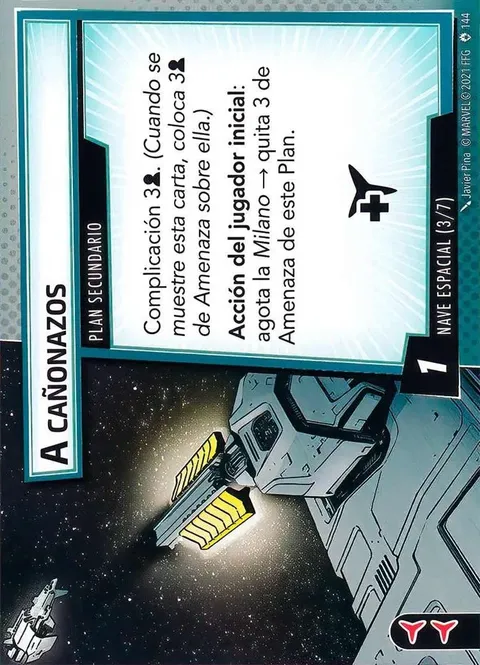 A CAÑONAZOS
PLAN SECUNDARIO
Complicación 3. (Cuando se
muestre esta carta, coloca 3
de Amenaza sobre ella.)
Acción del jugador inicial:
agota la Milano → quita 3 de
Amenaza de este Plan.
1
NAVE ESPACIAL (3/7)
Javier Pina © MARVEL © 2021 FFG 144